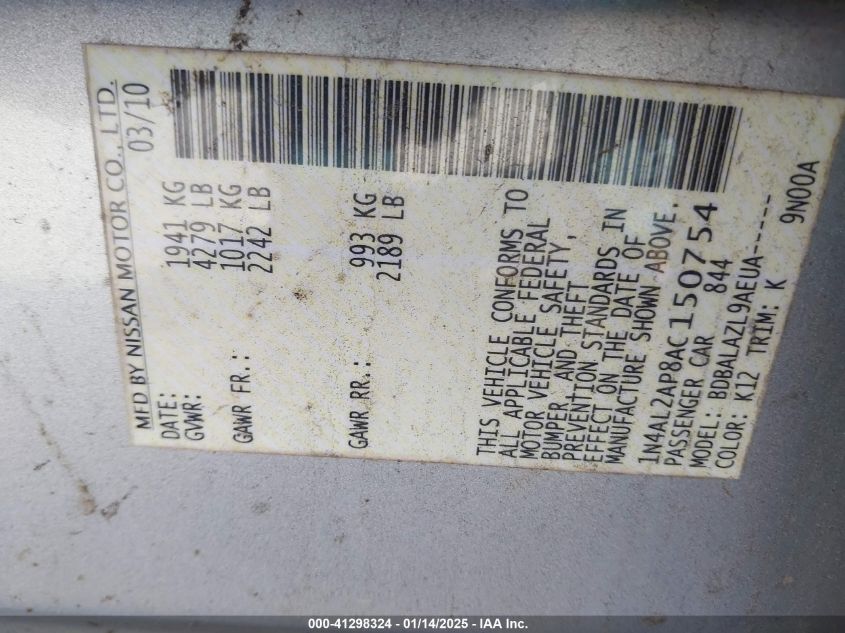 MFD BY NISSAN MOTOR CO., LTD.
DATE: 03/10
GVWR: 1941 KG
4279 LB
GAWR FR.: 1017 KG
2242 LB
GAWR RR.: 993 KG
2189 LB
THIS VEHICLE CONFORMS TO
ALL APPLICABLE FEDERAL
MOTOR VEHICLE SAFETY,
BUMPER, AND THEFT
PREVENTION STANDARDS IN
EFFECT ON THE DATE OF
MANUFACTURE SHOWN ABOVE.
1N4AL2AP8AC150754
PASSENGER CAR 844
MODEL: BDBALAZL9AEUA-----
COLOR: K12 TRIM: K 9N00A
000-41298324 - 01/14/2025 - IAA Inc.